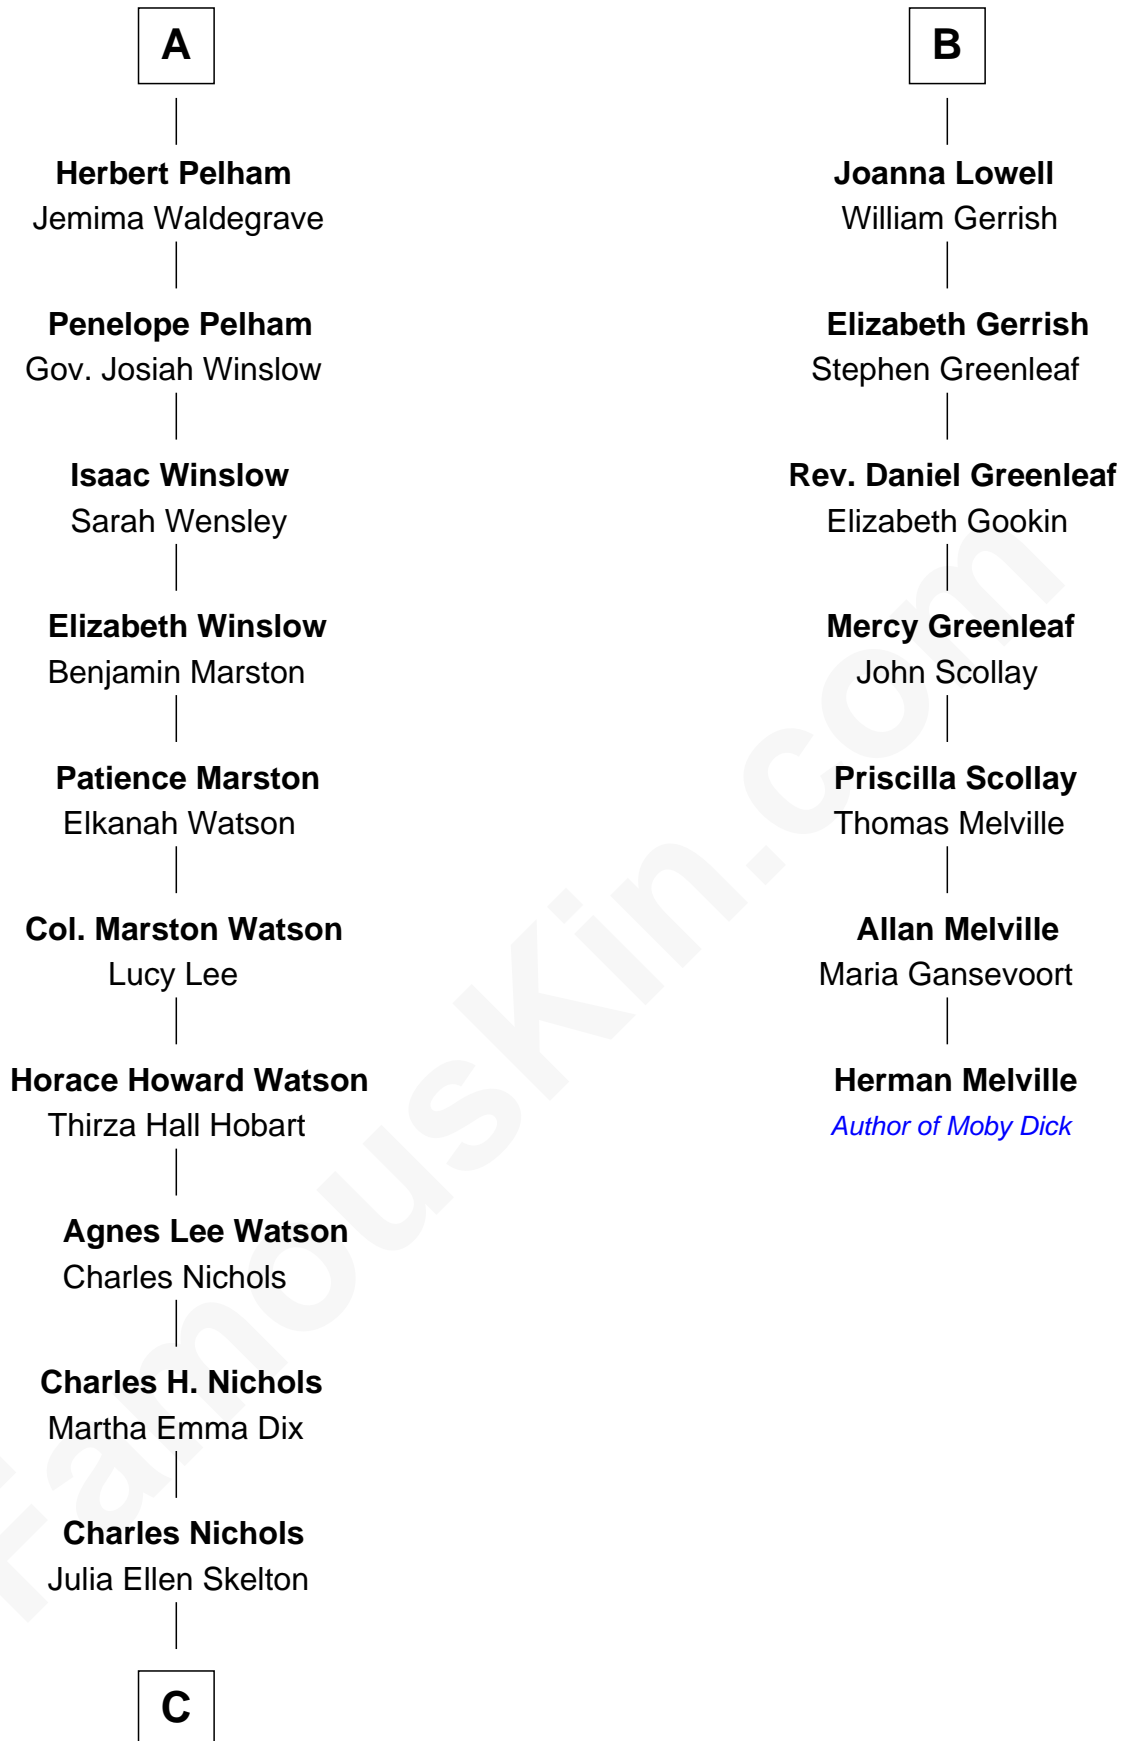 A
Herbert Pelham
Jemima Waldegrave
Penelope Pelham
Gov. Josiah Winslow
Isaac Winslow
Sarah Wensley
Elizabeth Winslow
Benjamin Marston
Patience Marston
Elkanah Watson
Col. Marston Watson
Lucy Lee
Horace Howard Watson
Thirza Hall Hobart
Agnes Lee Watson
Charles Nichols
Charles H. Nichols
Martha Emma Dix
Charles Nichols
Julia Ellen Skelton
C
B
Joanna Lowell
William Gerrish
Elizabeth Gerrish
Stephen Greenleaf
Rev. Daniel Greenleaf
Elizabeth Gookin
Mercy Greenleaf
John Scollay
Priscilla Scollay
Thomas Melville
Allan Melville
Maria Gansevoort
Herman Melville
Author of Moby Dick
FamousKin.com